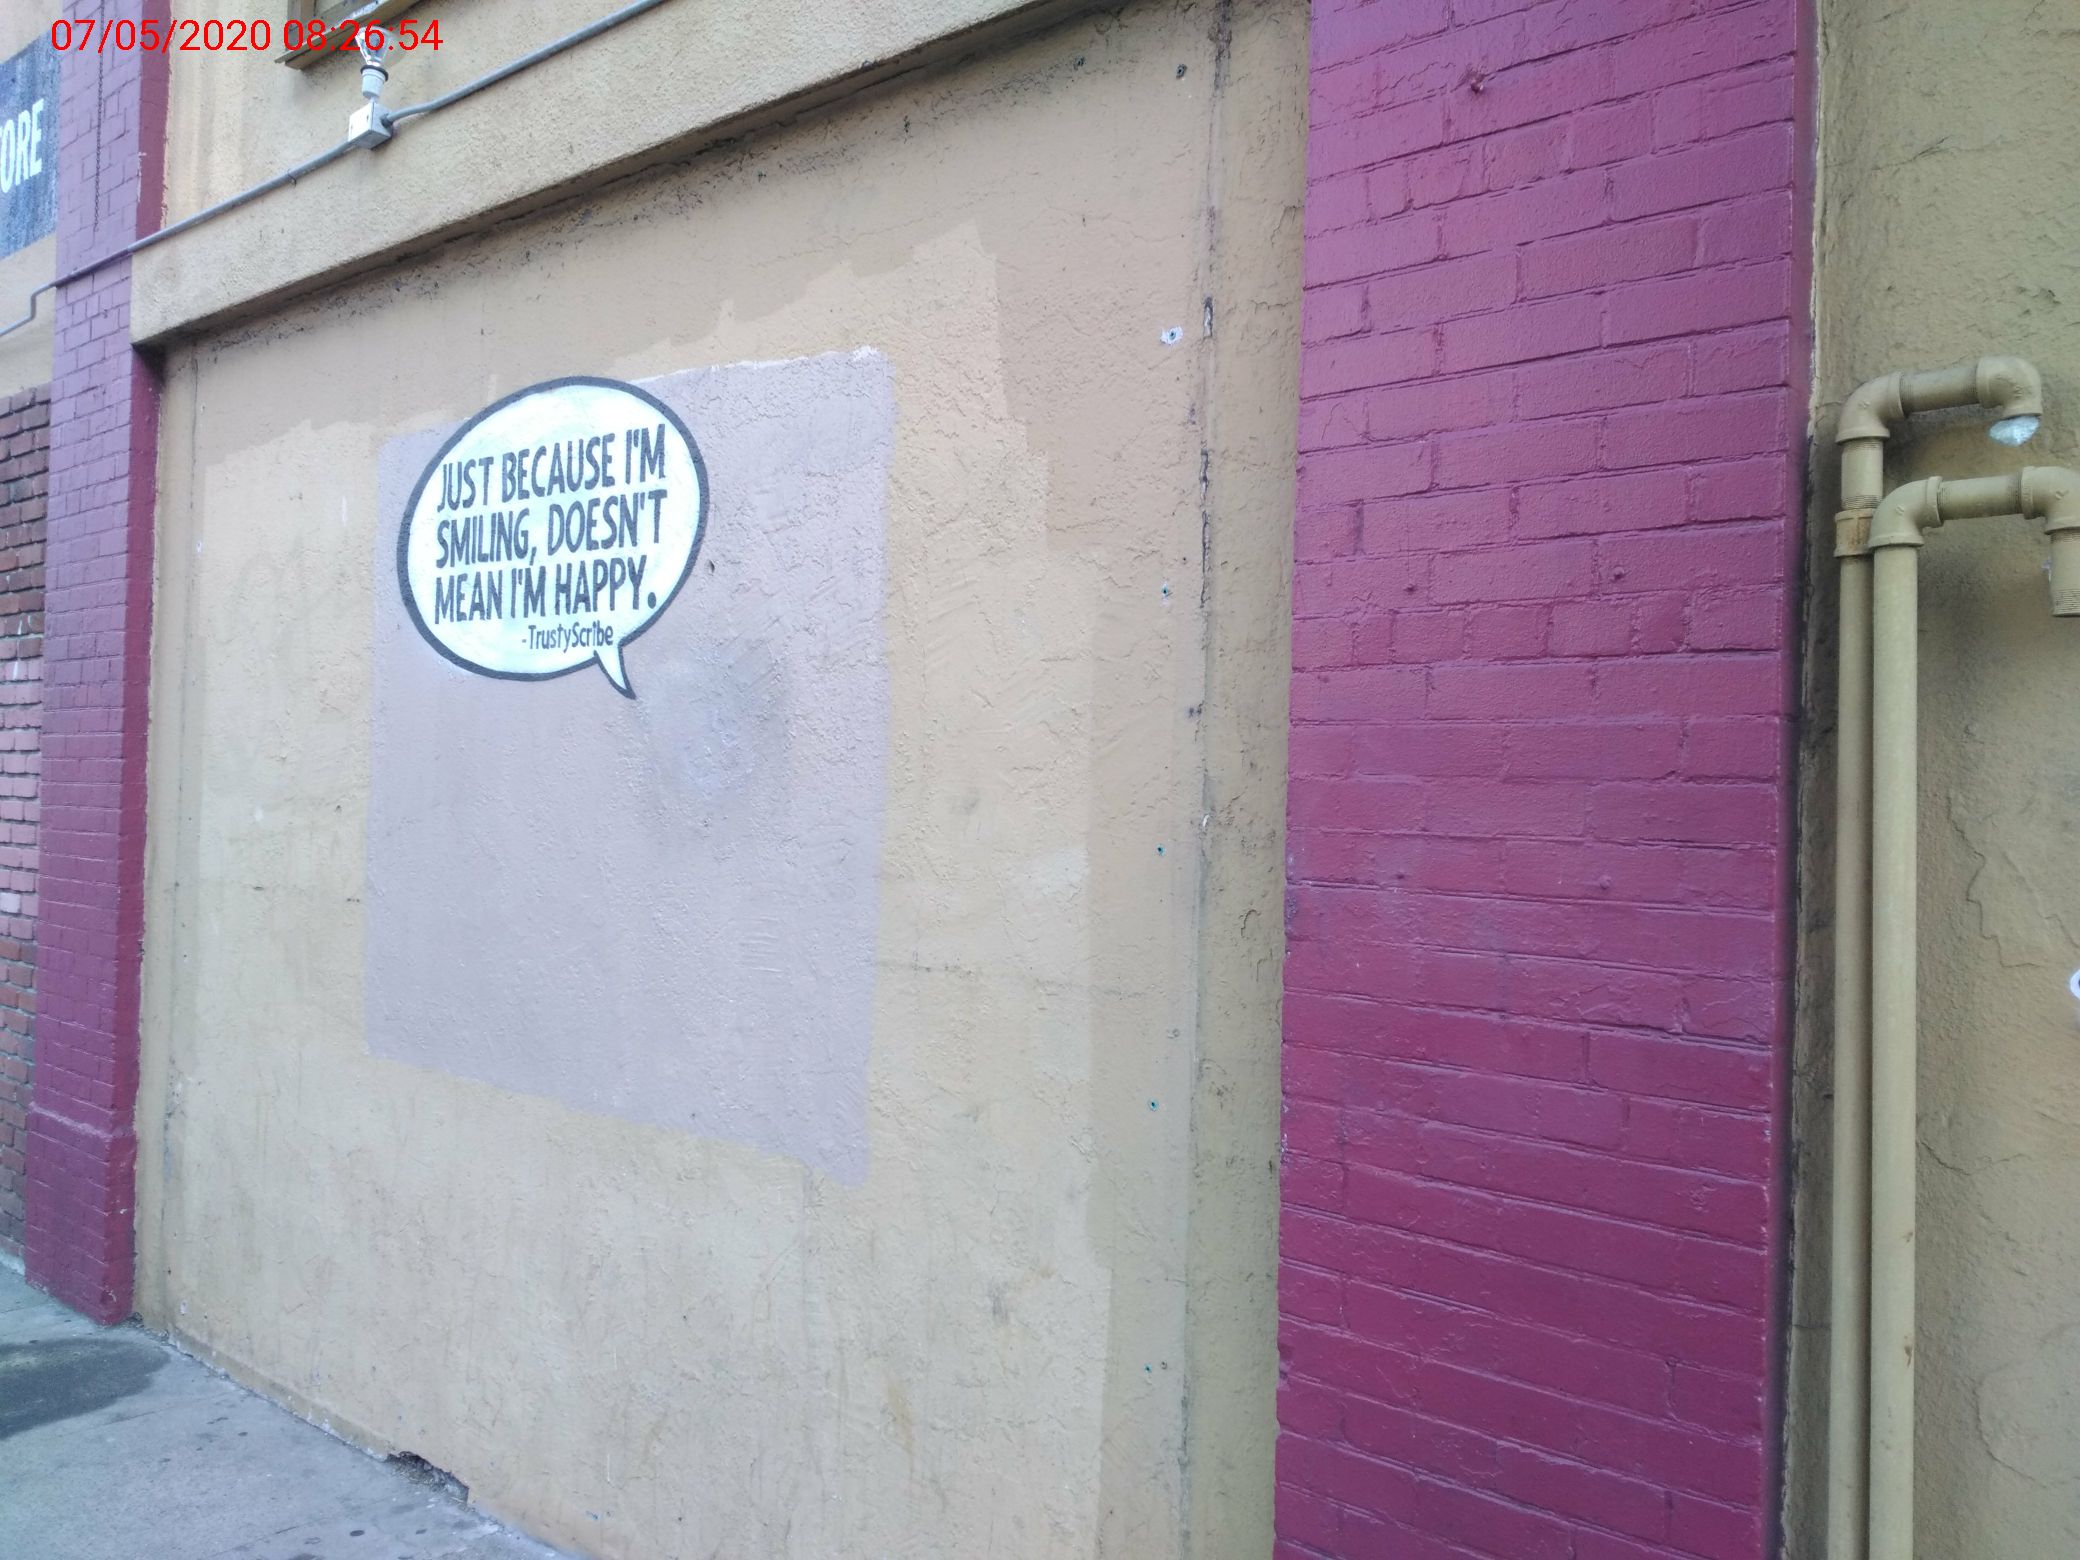 07/05/2020 08:26:54
ORE
JUST BECAUSE I'M
SMILING, DOESN'T
MEAN I'M HAPPY.
-TrustyScribe